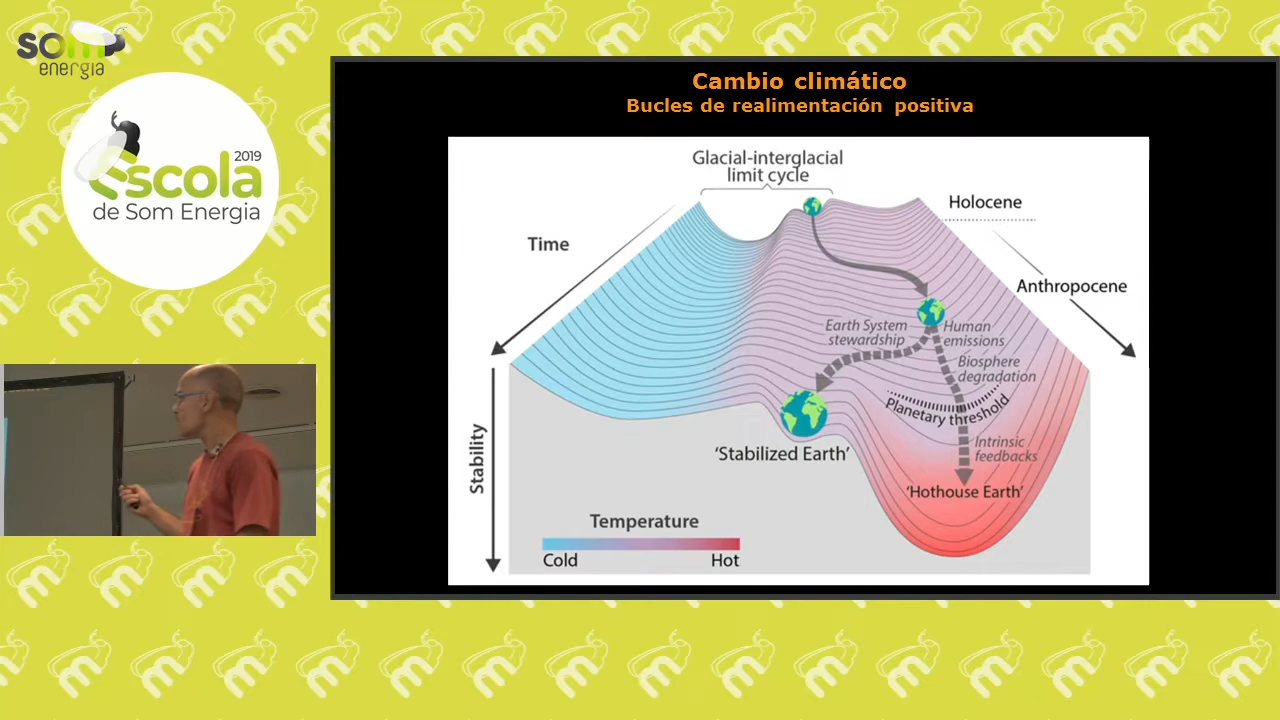 som
energia
2019
Escola
de Som Energia
Cambio climático
Bucles de realimentación positiva
Glacial-interglacial
limit cycle
Holocene
Time
Anthropocene
Earth System
stewardship
Human
emissions
Biosphere
degradation
Planetary threshold
Stability
'Stabilized Earth'
Intrinsic
feedbacks
'Hothouse Earth'
Temperature
Cold
Hot